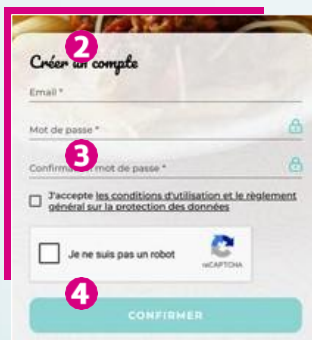 2
Créer un compte
Email *
Mot de passe *
3
Confirma mot de passe *
J'accepte les conditions d'utilisation et le règlement
général sur la protection des données
Je ne suis pas un robot
reCAPTCHA
4
CONFIRMER